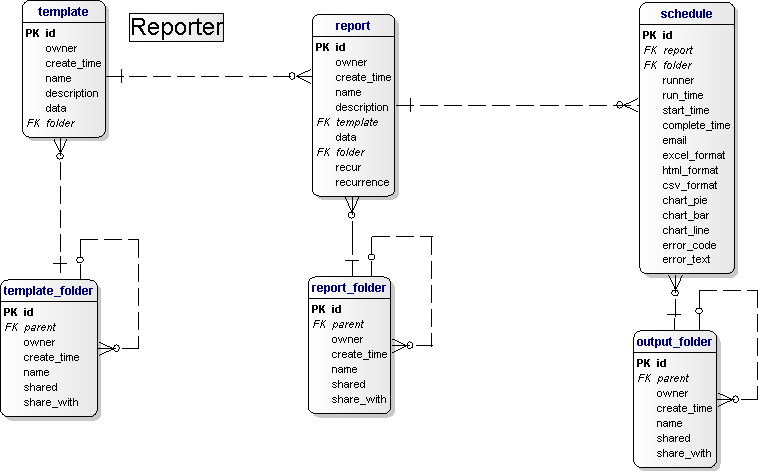 template
PK id
owner
create_time
name
description
data
FK folder
Reporter
report
PK id
owner
create_time
name
description
FK template
data
FK folder
recur
recurrence
schedule
PK id
FK report
FK folder
runner
run_time
start_time
complete_time
email
excel_format
html_format
csv_format
chart_pie
chart_bar
chart_line
error_code
error_text
template_folder
PK id
FK parent
owner
create_time
name
shared
share_with
report_folder
PK id
FK parent
owner
create_time
name
shared
share_with
output_folder
PK id
FK parent
owner
create_time
name
shared
share_with